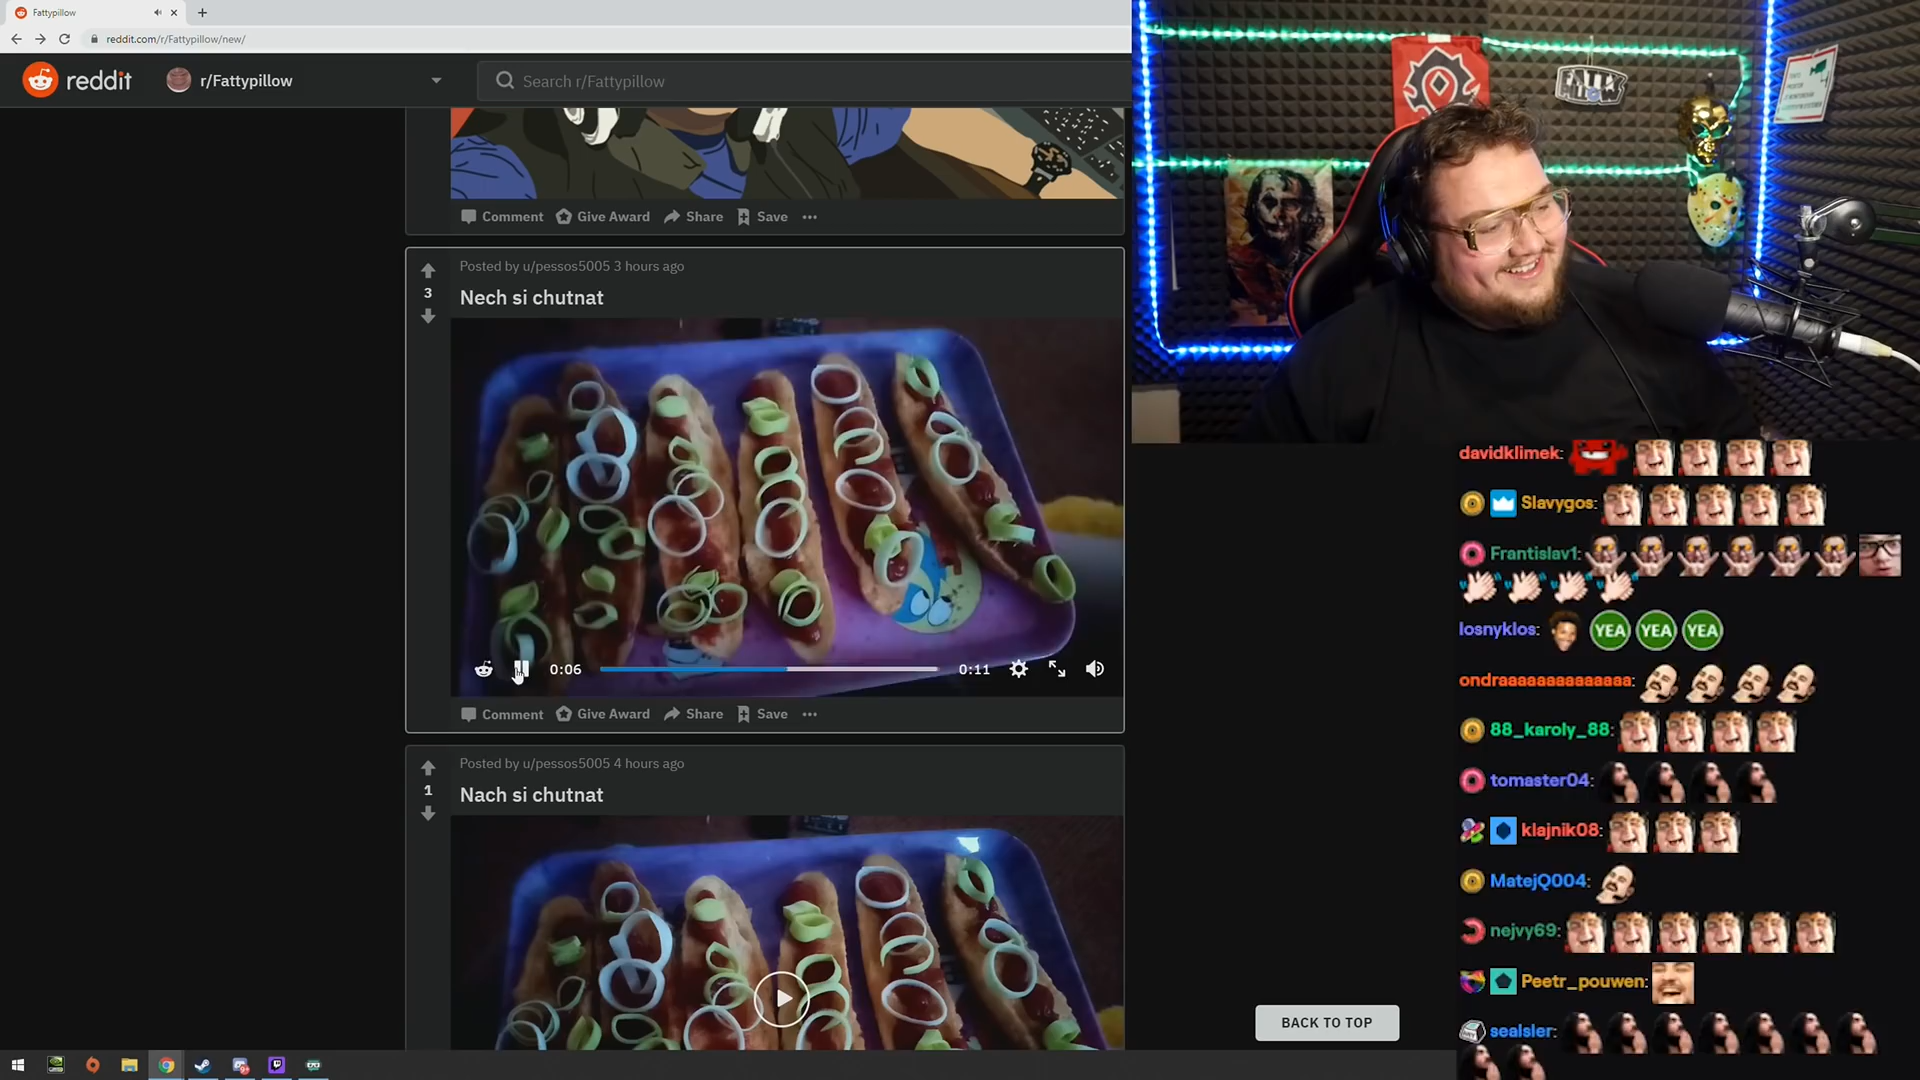 Fattypillow
reddit.com/r/Fattypillow/new/
reddit
r/Fattypillow
Search r/Fattypillow
Comment
Give Award
Share
Save
Posted by u/pessos5005 3 hours ago
3
Nech si chutnat
0:06
0:11
Comment
Give Award
Share
Save
Posted by u/pessos5005 4 hours ago
1
Nach si chutnat
BACK TO TOP
FATTY
PILLOW
davidklimek:
Slavygos:
Frantislav1:
losnyklos: YEA YEA YEA
ondraaaaaaaaaaaaaa:
88_karoly_88:
tomaster04:
klajnik08:
MatejQ004:
nejvy69:
Peetr_pouwen:
sealsler: